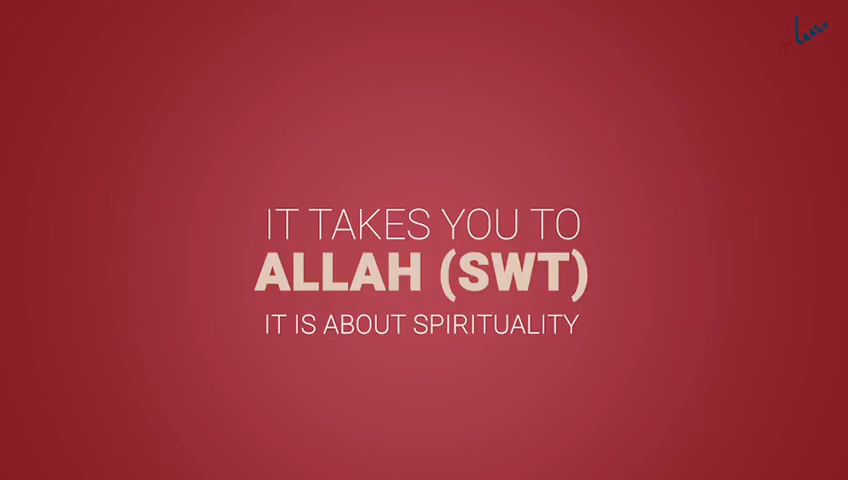 IT TAKES YOU TO
ALLAH (SWT)
IT IS ABOUT SPIRITUALITY